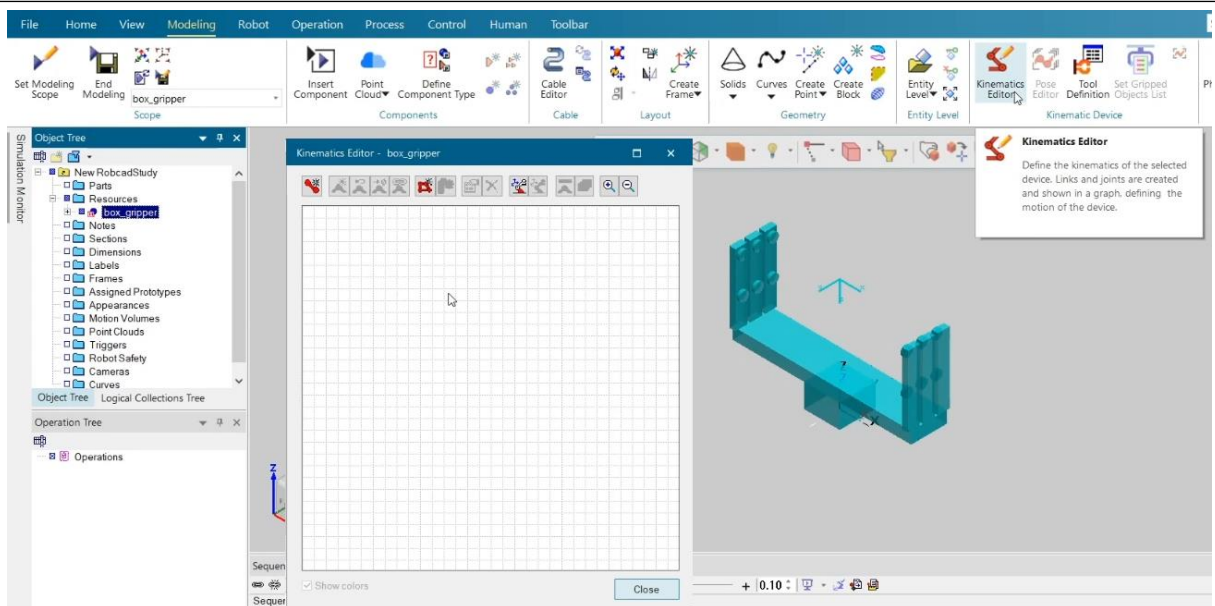 File Home View Modeling Robot Operation Process Control Human Toolbar
Set Modeling Scope
End Modeling
box_gripper
Scope
Insert Component
Point Cloud
Define Component Type
Components
Cable Editor
Cable
Create Frame
Layout
Solids
Curves
Create Point
Create Block
Geometry
Entity Level
Entity Level
Kinematics Editor
Pose Editor
Tool Definition
Set Gripped Objects List
Kinematic Device
Simulation Monitor
Object Tree
New RobcadStudy
Parts
Resources
box_gripper
Notes
Sections
Dimensions
Labels
Frames
Assigned Prototypes
Appearances
Motion Volumes
Point Clouds
Triggers
Robot Safety
Cameras
Curves
Object Tree Logical Collections Tree
Operation Tree
Operations
Kinematics Editor - box_gripper
Show colors
Close
Kinematics Editor
Define the kinematics of the selected
device. Links and joints are created
and shown in a graph. defining the
motion of the device.
Z
Z
X
Sequen
Sequer
0.10